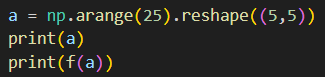 a = np.arange(25).reshape((5,5))
print(a)
print(f(a))